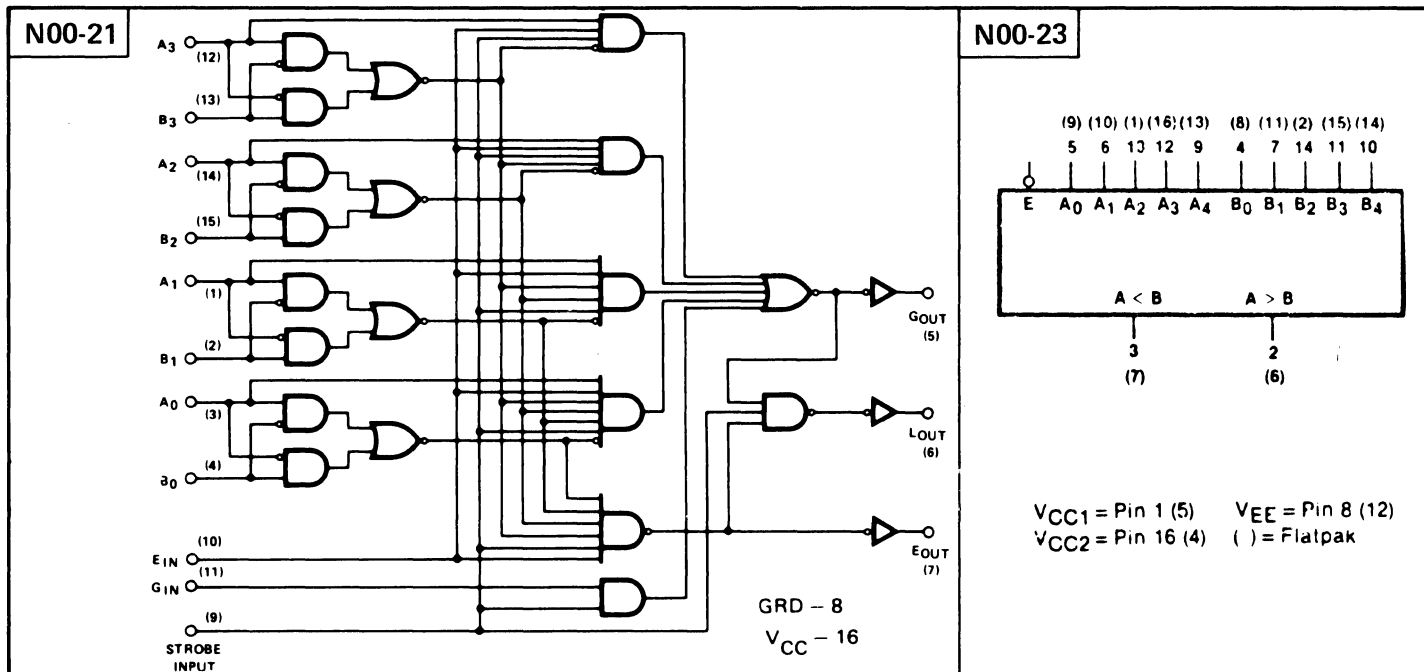 N00-21
A3
(12)
(13)
B3
A2
(14)
(15)
B2
A1
(1)
(2)
B1
A0
(3)
(4)
B0
(10)
EIN
(11)
GIN
(9)
STROBE
INPUT
GOUT
(5)
LOUT
(6)
EOUT
(7)
GRD – 8
VCC – 16
N00-23
(9) (10) (1) (16) (13) (8) (11) (2) (15) (14)
5 6 13 12 9 4 7 14 11 10
E A0 A1 A2 A3 A4 B0 B1 B2 B3 B4
A < B A > B
3 2
(7) (6)
VCC1 = Pin 1 (5) VEE = Pin 8 (12)
VCC2 = Pin 16 (4) ( ) = Flatpak